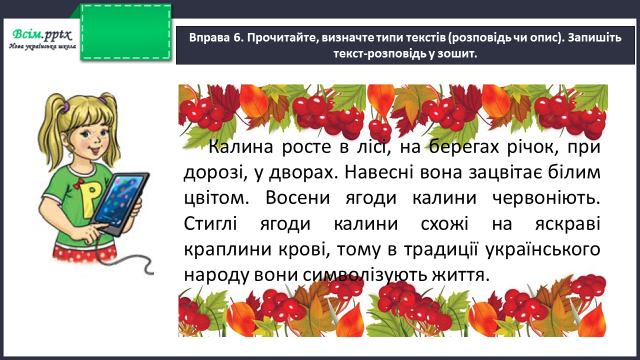 Всім.pptx
Нова українська школа
Вправа 6. Прочитайте, визначте типи текстів (розповідь чи опис). Запишіть
текст-розповідь у зошит.
Калина росте в лісі, на берегах річок, при
дорозі, у дворах. Навесні вона зацвітає білим
цвітом. Восени ягоди калини червоніють.
Стиглі ягоди калини схожі на яскраві
краплини крові, тому в традиції українського
народу вони символізують життя.
P